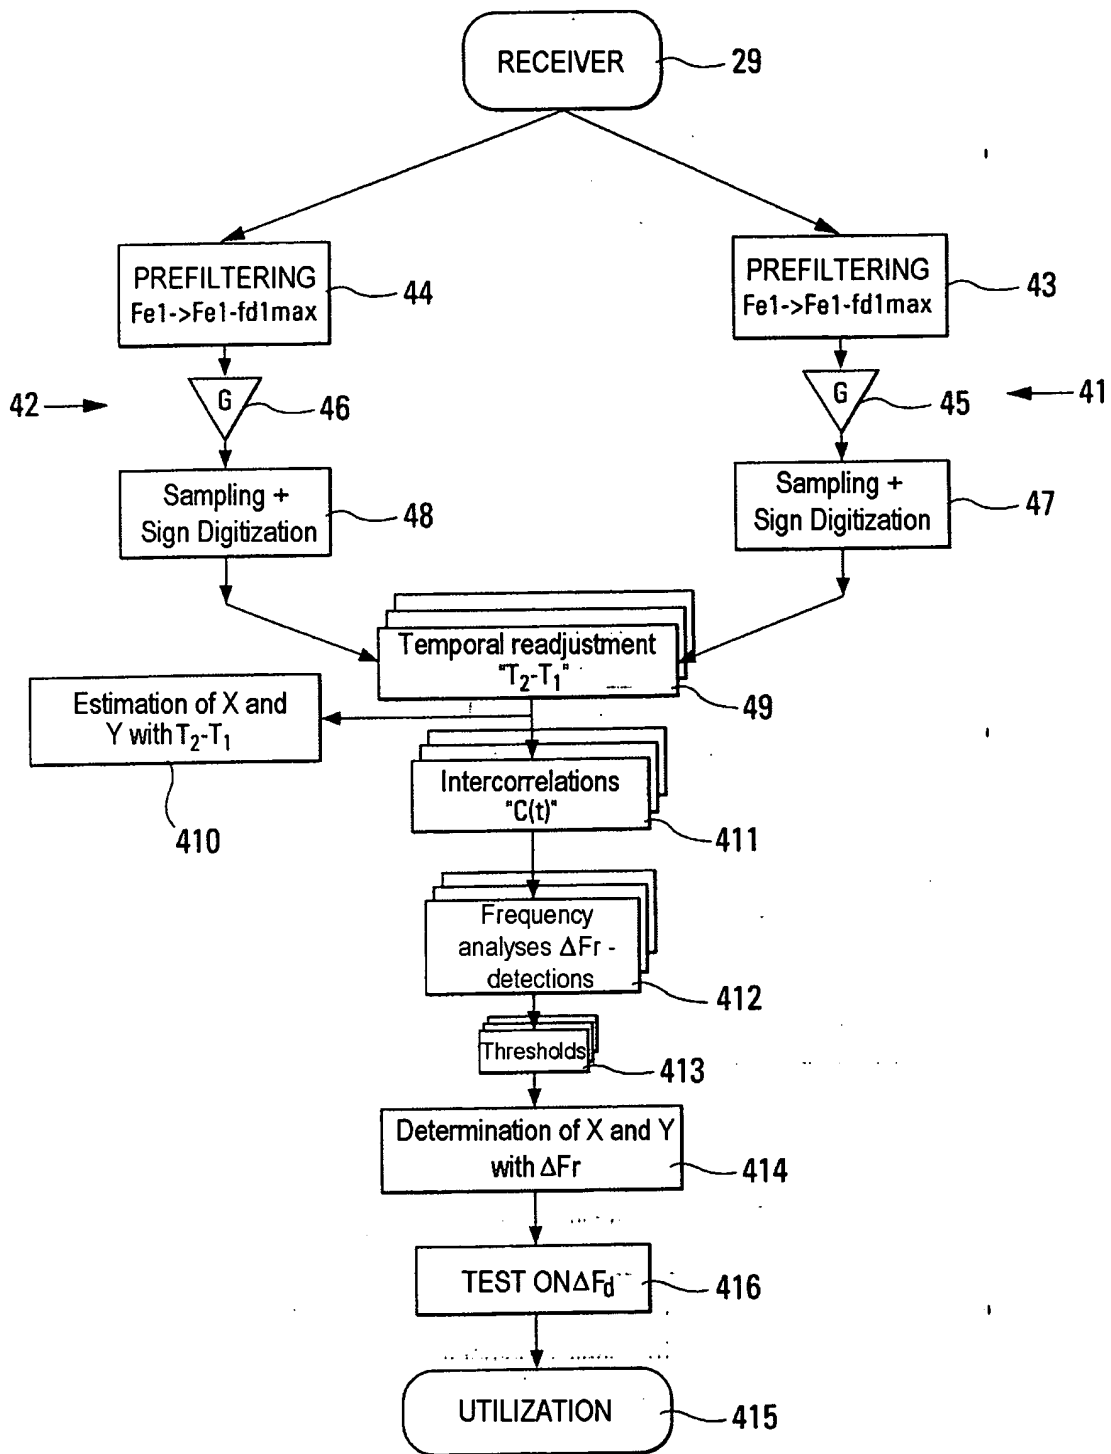 RECEIVER
29
PREFILTERING
Fe1->Fe1-fd1max
44
PREFILTERING
Fe1->Fe1-fd1max
43
42
G
46
G
45
41
Sampling +
Sign Digitization
48
Sampling +
Sign Digitization
47
Temporal readjustment
"T₂-T₁"
49
Estimation of X and
Y with T₂-T₁
410
Intercorrelations
"C(t)"
411
Frequency
analyses ΔFr -
detections
412
Thresholds
413
Determination of X and Y
with ΔFr
414
TEST ON ΔFd
416
UTILIZATION
415